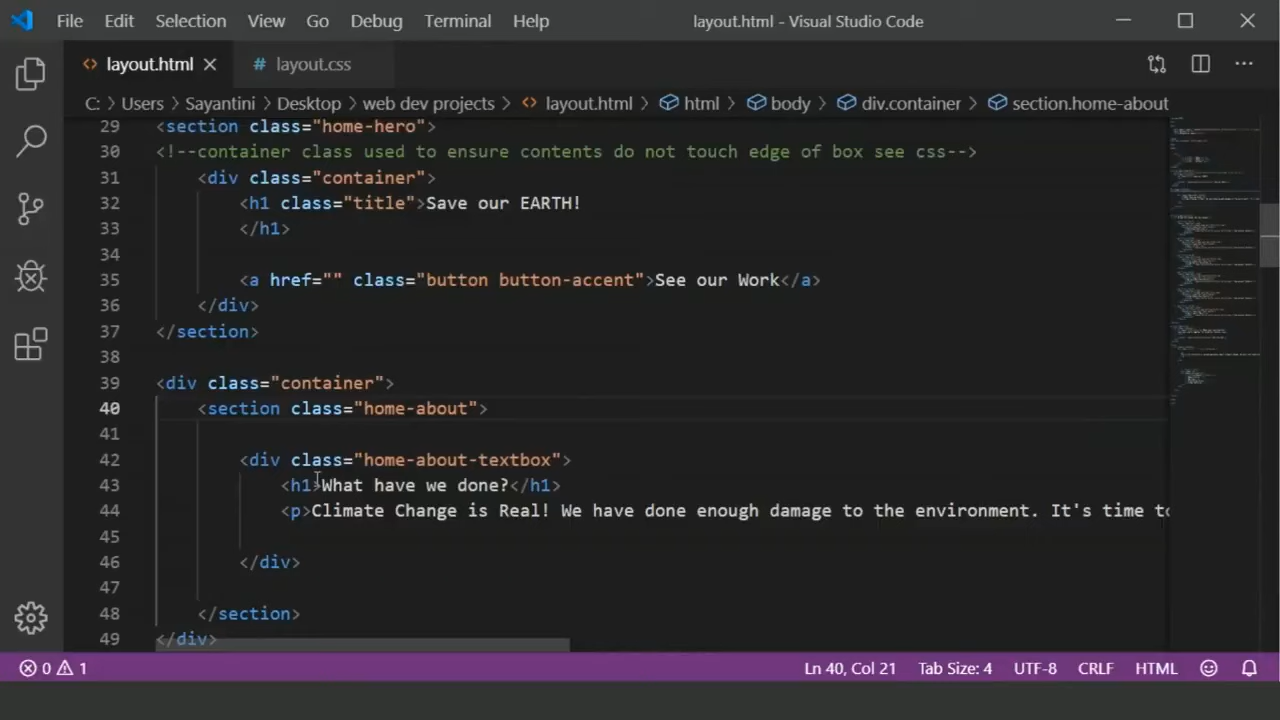 File Edit Selection View Go Debug Terminal Help layout.html - Visual Studio Code
layout.html # layout.css
C: > Users > Sayantini > Desktop > web dev projects > layout.html > html > body > div.container > section.home-about
29 <section class="home-hero">
30 <!--container class used to ensure contents do not touch edge of box see css-->
31 <div class="container">
32 <h1 class="title">Save our EARTH!
33 </h1>
34
35 <a href="" class="button button-accent">See our Work</a>
36 </div>
37 </section>
38
39 <div class="container">
40 <section class="home-about">
41
42 <div class="home-about-textbox">
43 <h1>What have we done?</h1>
44 <p>Climate Change is Real! We have done enough damage to the environment. It's time to
45
46 </div>
47
48 </section>
49 </div>
0 1 Ln 40, Col 21 Tab Size: 4 UTF-8 CRLF HTML